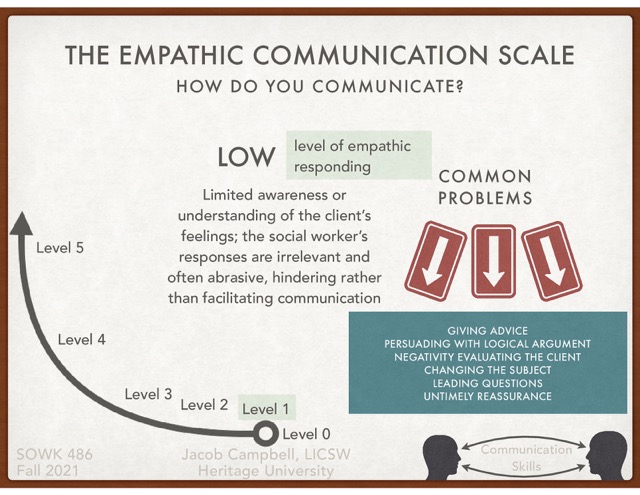 THE EMPATHIC COMMUNICATION SCALE
HOW DO YOU COMMUNICATE?
LOW
level of empathic
responding
Limited awareness or
understanding of the client's
feelings; the social worker's
responses are irrelevant and
often abrasive, hindering rather
than facilitating communication
COMMON
PROBLEMS
GIVING ADVICE
PERSUADING WITH LOGICAL ARGUMENT
NEGATIVITY EVALUATING THE CLIENT
CHANGING THE SUBJECT
LEADING QUESTIONS
UNTIMELY REASSURANCE
Level 5
Level 4
Level 3
Level 2
Level 1
Level 0
SOWK 486
Fall 2021
Jacob Campbell, LICSW
Heritage University
Communication
Skills